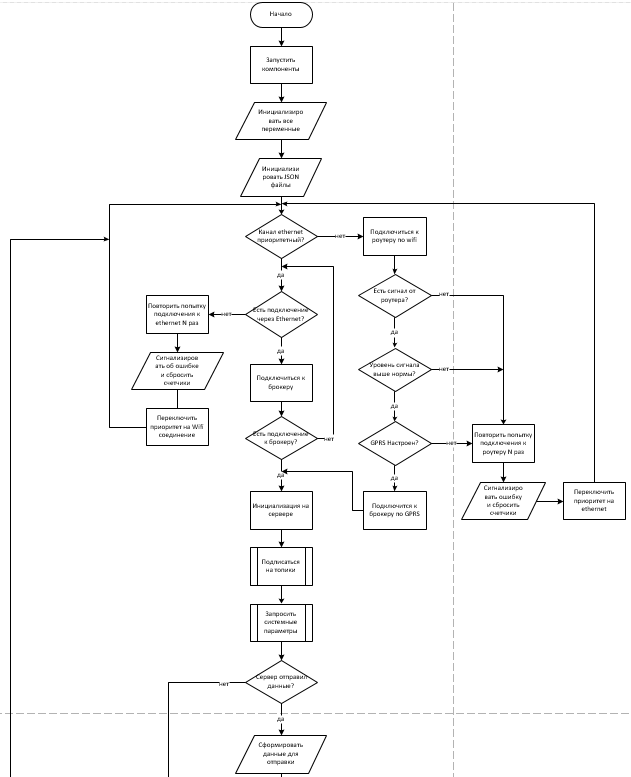 Начало
Запустить
компоненты
Инициализиро
вать все
переменные
Инициализи
ровать JSON
файлы
Канал ethernet
приоритетный?
нет
Подключиться к
роутеру по wifi
да
Есть сигнал от
роутера?
нет
Повторить попытку
подключения к
ethernet N раз
нет
Есть подключение
через Ethernet?
да
да
Сигнализиров
ать об ошибке
и сбросить
счетчики
Подключиться к
брокеру
Уровень сигнала
выше нормы?
нет
да
Переключить
приоритет на Wifi
соединение
Есть подключение
к брокеру?
нет
GPRS Настроен?
нет
Повторить попытку
подключения к
роутеру N раз
да
да
Инициализация на
сервере
Подключится к
брокеру по GPRS
Сигнализиро
вать ошибку
и сбросить
счетчики
Переключить
приоритет на
ethernet
Подписаться
на топики
Запросить
системные
параметры
Сервер отправил
данные?
нет
да
Сформировать
данные для
отправки